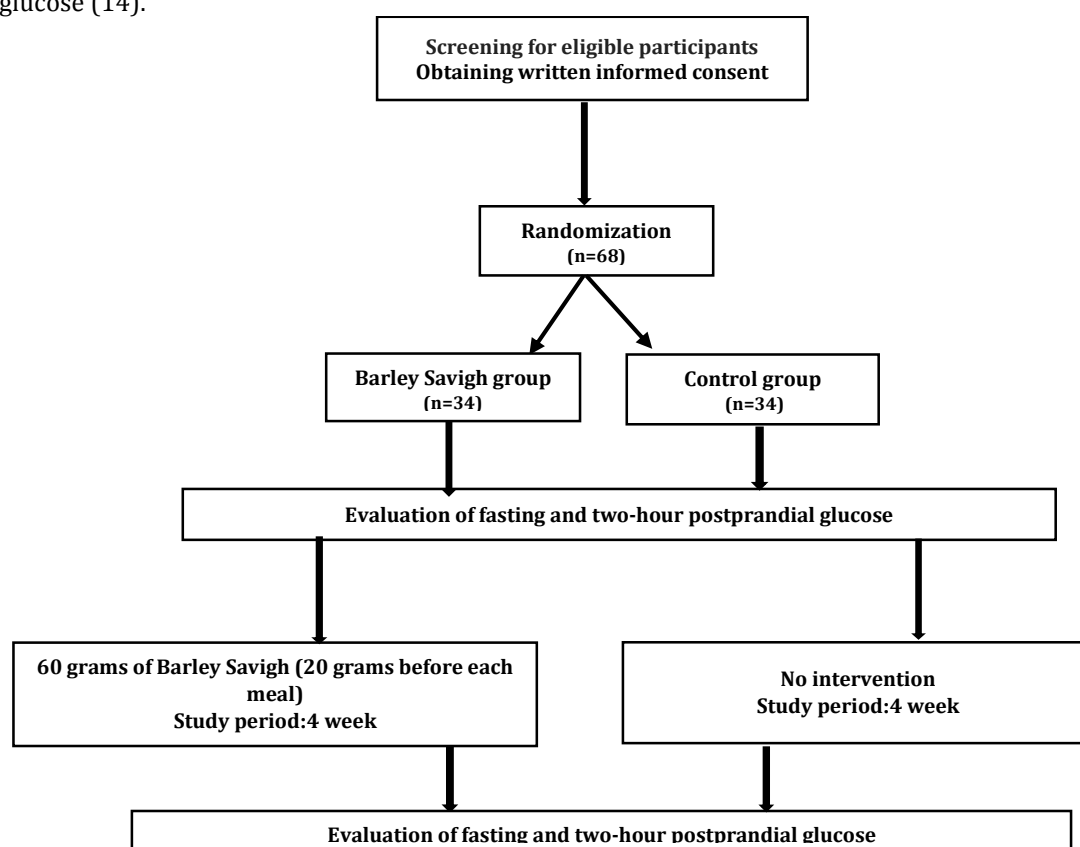 glucose (14).
Screening for eligible participants
Obtaining written informed consent
Randomization
(n=68)
Barley Savigh group
(n=34)
Control group
(n=34)
Evaluation of fasting and two-hour postprandial glucose
60 grams of Barley Savigh (20 grams before each
meal)
Study period:4 week
No intervention
Study period:4 week
Evaluation of fasting and two-hour postprandial glucose